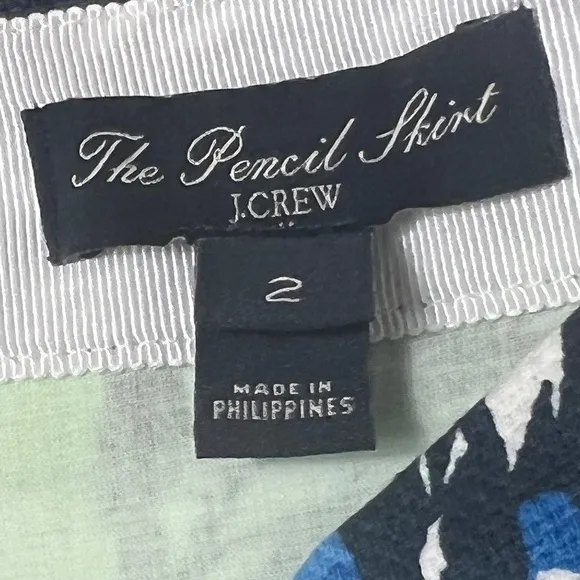 The Pencil Skirt
J.CREW
2
MADE IN
PHILIPPINES